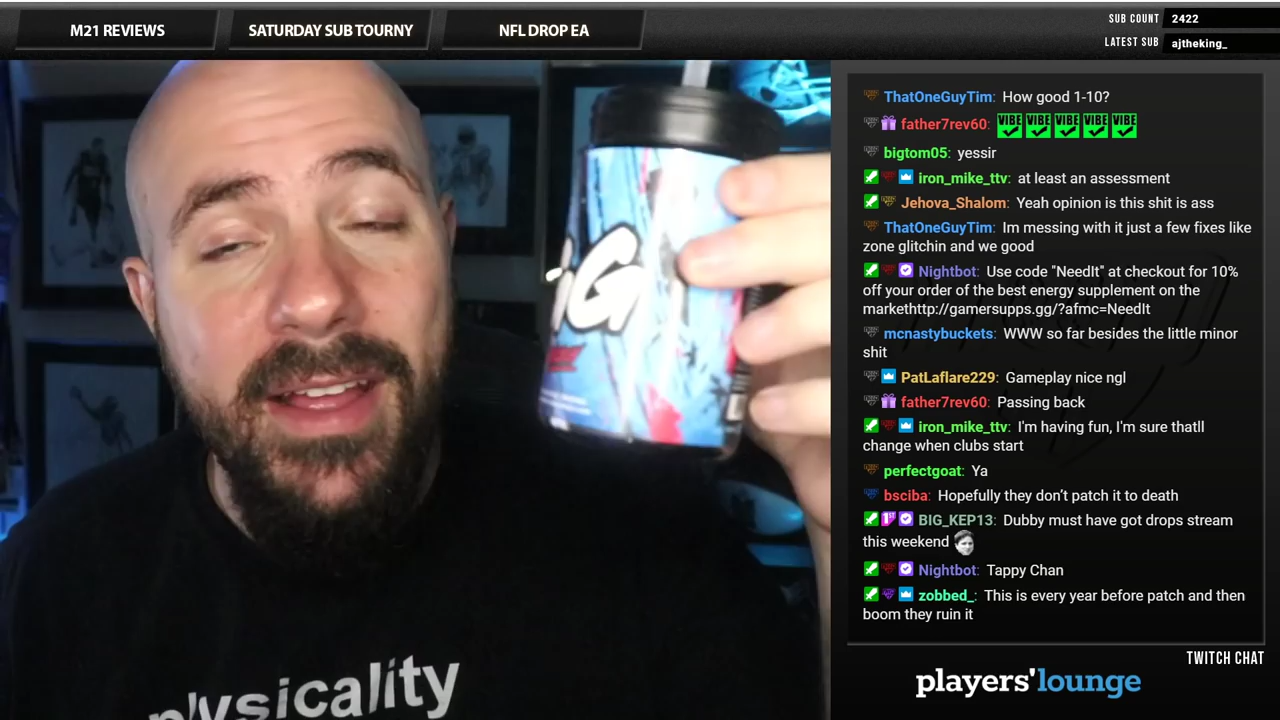 M21 REVIEWS
SATURDAY SUB TOURNY
NFL DROP EA
SUB COUNT 2422
LATEST SUB ajtheking_
ThatOneGuyTim: How good 1-10?
father7rev60: VIBE VIBE VIBE VIBE VIBE
bigtom05: yessir
iron_mike_ttv: at least an assessment
Jehova_Shalom: Yeah opinion is this shit is ass
ThatOneGuyTim: Im messing with it just a few fixes like
zone glitchin and we good
Nightbot: Use code "NeedIt" at checkout for 10%
off your order of the best energy supplement on the
markethttp://gamersupps.gg/?afmc=NeedIt
mcnastybuckets: WWW so far besides the little minor
shit
PatLaflare229: Gameplay nice ngl
father7rev60: Passing back
iron_mike_ttv: I'm having fun, I'm sure thatll
change when clubs start
perfectgoat: Ya
bsciba: Hopefully they don’t patch it to death
BIG_KEP13: Dubby must have got drops stream
this weekend
Nightbot: Tappy Chan
zobbed_: This is every year before patch and then
boom they ruin it
TWITCH CHAT
players'lounge
iG
physicality